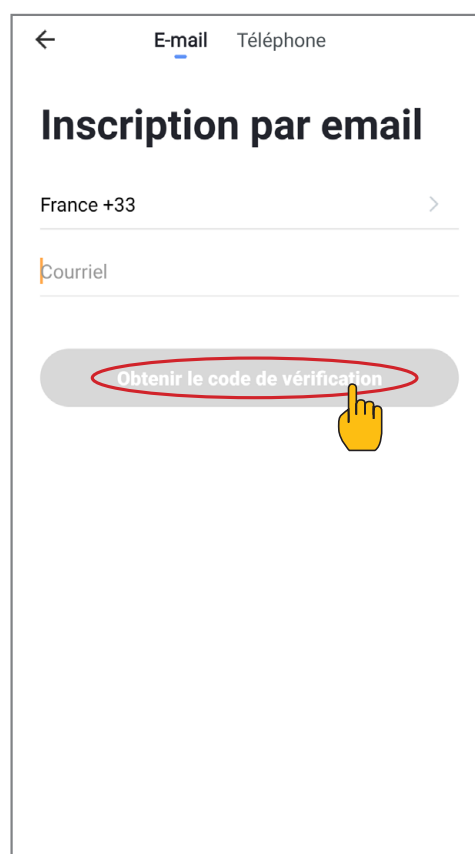 E-mail Téléphone
Inscription par email
France +33
Courriel
Obtenir le code de vérification